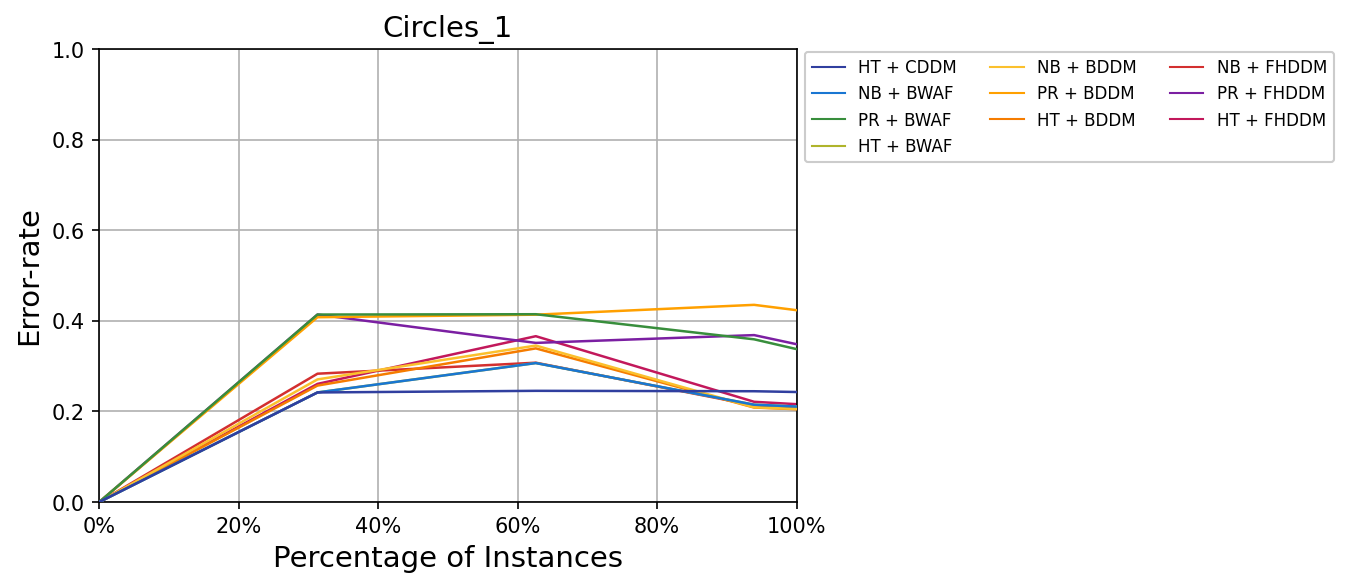 Circles_1
1.0
0.8
0.6
0.4
0.2
0.0
Error-rate
0%
20%
40%
60%
80%
100%
Percentage of Instances
HT + CDDM
NB + BWAF
PR + BWAF
HT + BWAF
NB + BDDM
PR + BDDM
HT + BDDM
NB + FHDDM
PR + FHDDM
HT + FHDDM